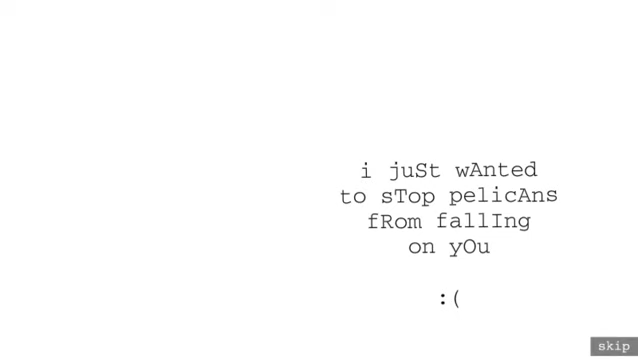 i juSt wAnted
to sTop pelicAns
fRom fallIng
on yOu
:(
skip